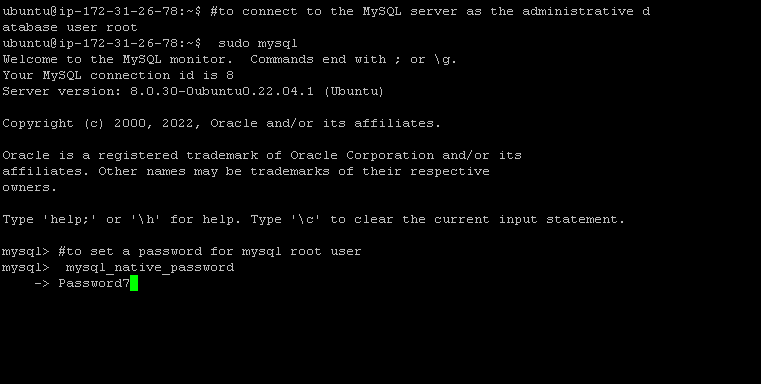 ubuntu@ip-172-31-26-78:~$ #to connect to the MySQL server as the administrative d
atabase user root
ubuntu@ip-172-31-26-78:~$  sudo mysql
Welcome to the MySQL monitor.  Commands end with ; or \g.
Your MySQL connection id is 8
Server version: 8.0.30-0ubuntu0.22.04.1 (Ubuntu)
Copyright (c) 2000, 2022, Oracle and/or its affiliates.
Oracle is a registered trademark of Oracle Corporation and/or its
affiliates. Other names may be trademarks of their respective
owners.
Type 'help;' or '\h' for help. Type '\c' to clear the current input statement.
mysql> #to set a password for mysql root user
mysql>  mysql_native_password
    -> Password7